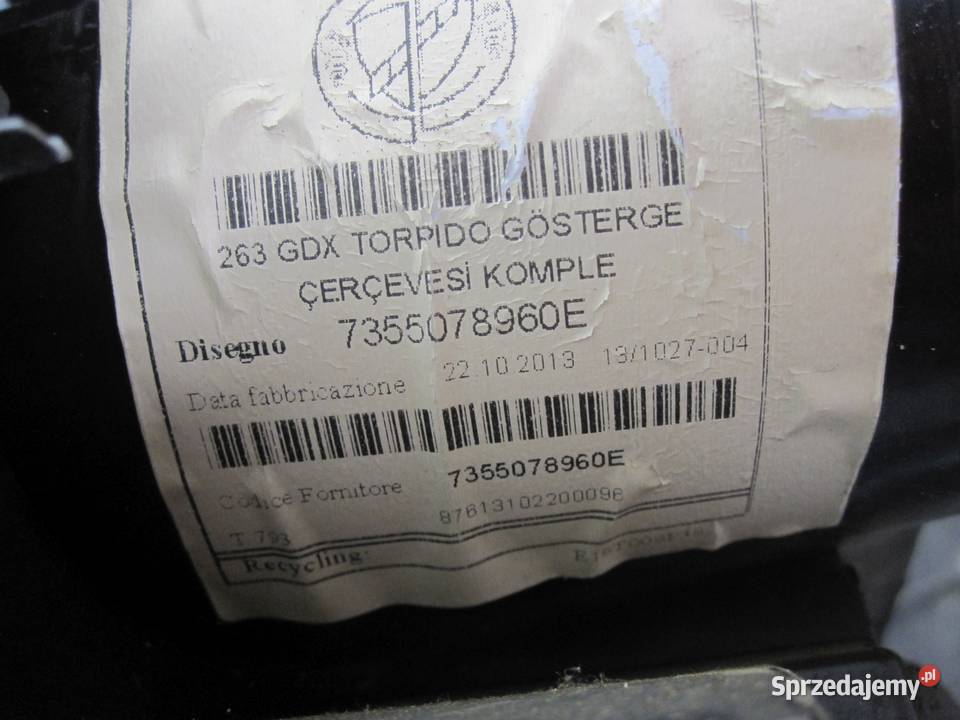 263 GDX TORPIDO GÖSTERGE
ÇERÇEVESİ KOMPLE
Disegno 7355078960E
Data fabbricazione 22.10.2013 13/1027-004
7355078960E
Codice Fornitore 87613102200098
T 793
Recycling:
Sprzedajemy.pl